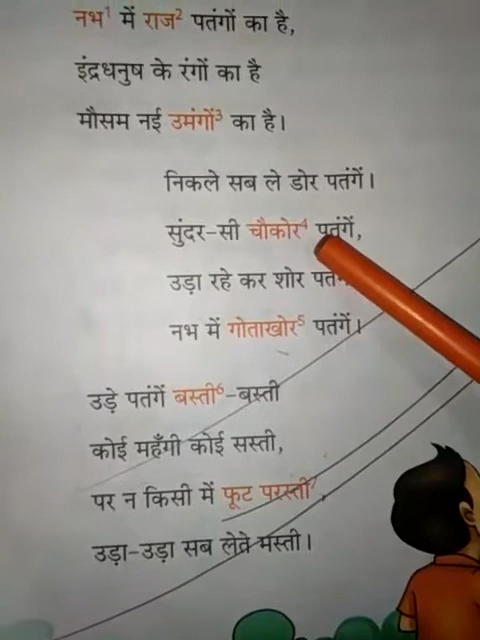 नभ¹ में राज² पतंगों का है,
इंद्रधनुष के रंगों का है
मौसम नई उमंगों³ का है।
निकले सब ले डोर पतंगें।
सुंदर-सी चौकोर⁴ पतंगें,
उड़ा रहे कर शोर
नभ में गोताखोर⁵ पतंगें।
उड़े पतंगें बस्ती⁶-बस्ती
कोई महँगी कोई सस्ती,
पर न किसी में फूट परस्ती⁷,
उड़ा-उड़ा सब लेते मस्ती।